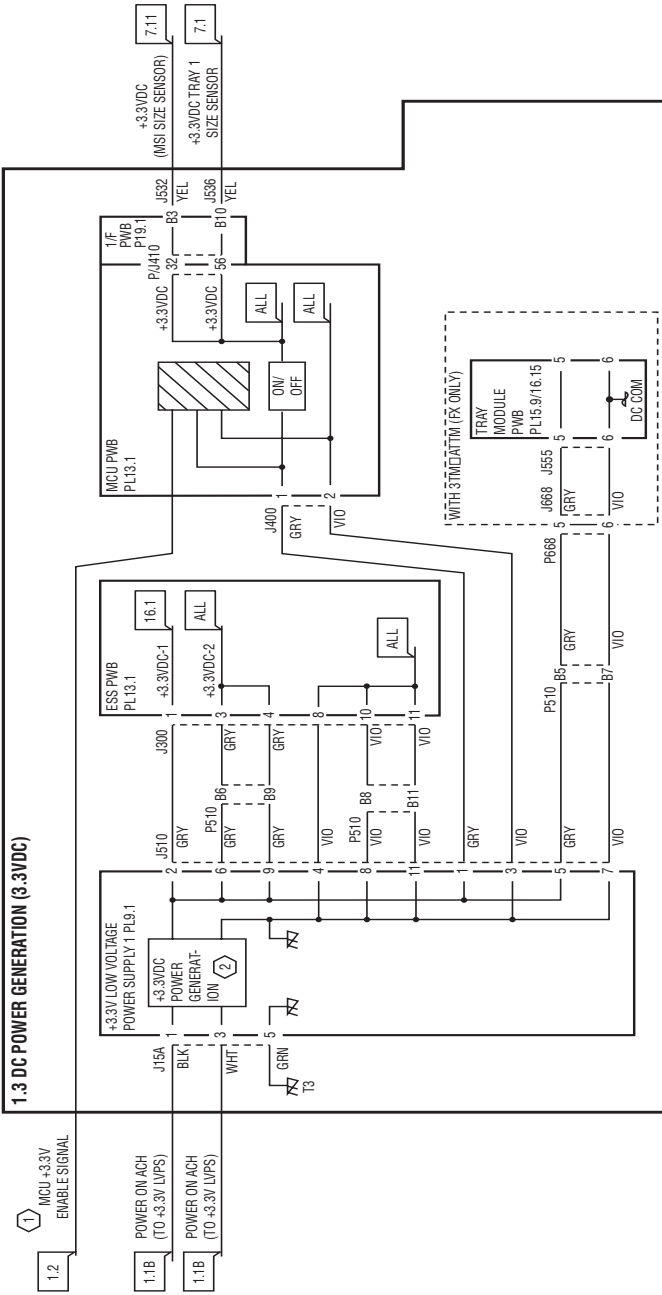 1.3 DC POWER GENERATION (3.3VDC)
1
MCU +3.3V
ENABLE SIGNAL
1.2
POWER ON ACH
(TO +3.3V LVPS)
1.1B
POWER ON ACH
(TO +3.3V LVPS)
1.1B
J15A
1
BLK
3
WHT
5
GRN
T3
+3.3V LOW VOLTAGE
POWER SUPPLY 1 PL9.1
+3.3VDC
POWER
GENERAT-
ION
2
J510
2
GRY
6
GRY
9
GRY
4
VIO
8
VIO
11
VIO
1
GRY
3
VIO
5
GRY
7
VIO
P510
B6
B9
P510
B8
B11
P510
B5
B7
J300
1
3
GRY
4
GRY
8
10
VIO
11
VIO
ESS PWB
PL13.1
+3.3VDC-1
16.1
+3.3VDC-2
ALL
ALL
MCU PWB
PL13.1
J400
1
GRY
2
VIO
ON/
OFF
ALL
ALL
+3.3VDC
+3.3VDC
P/J410
32
56
1/F
PWB
P19.1
J532
B3
YEL
J536
B10
YEL
+3.3VDC
(MSI SIZE SENSOR)
7.11
+3.3VDC TRAY 1
SIZE SENSOR
7.1
GRY
VIO
P668
5
6
J668
GRY
VIO
J555
5
6
WITH 3TM□ATTM (FX ONLY)
TRAY
MODULE
PWB
PL15.9/16.15
5
6
DC COM